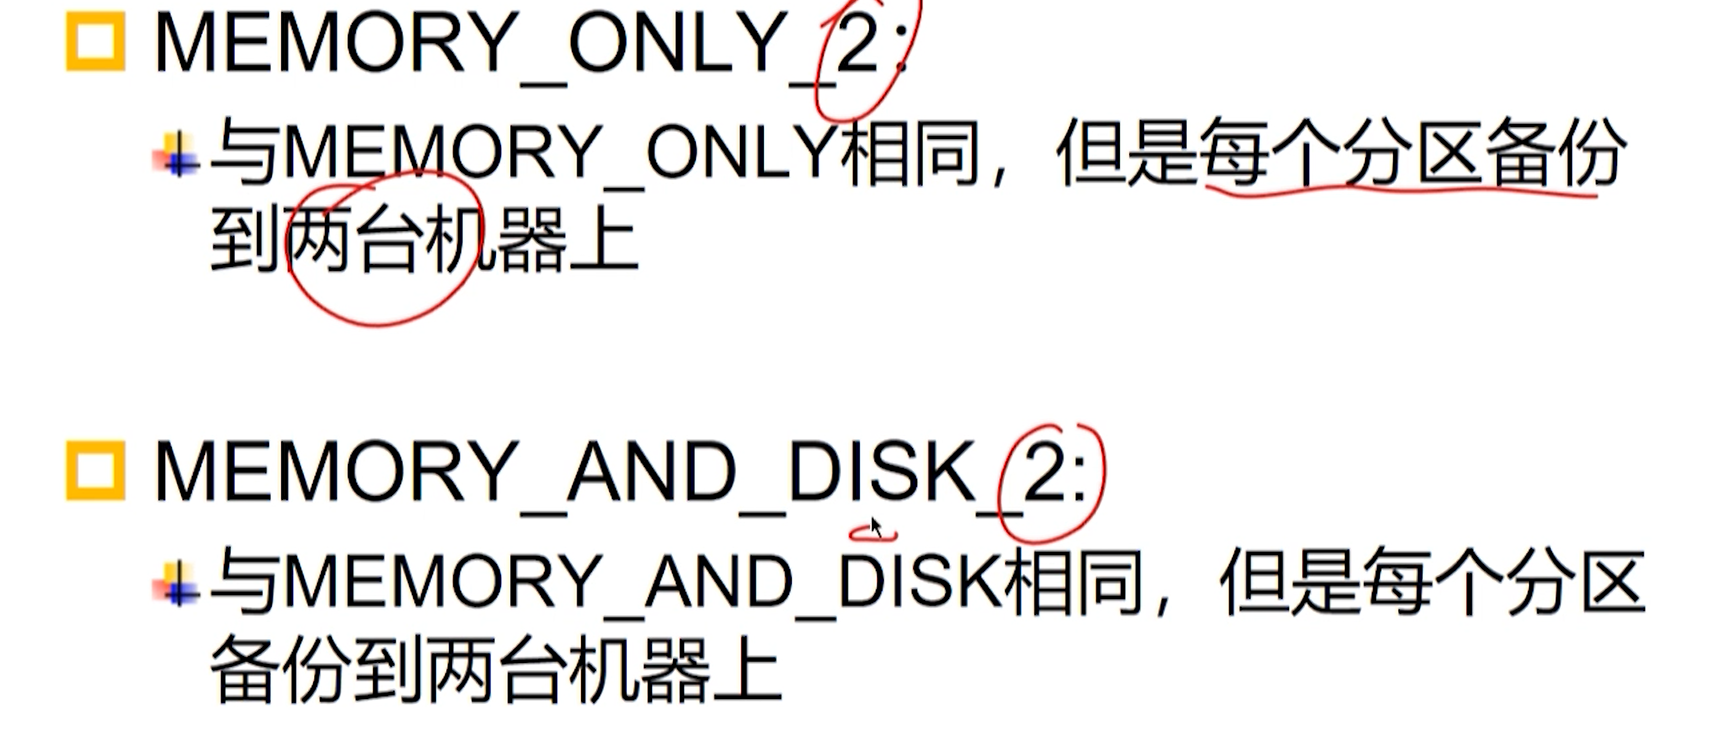 MEMORY_ONLY_2:
与MEMORY_ONLY相同，但是每个分区备份
到两台机器上
MEMORY_AND_DISK_2:
与MEMORY_AND_DISK相同，但是每个分区
备份到两台机器上